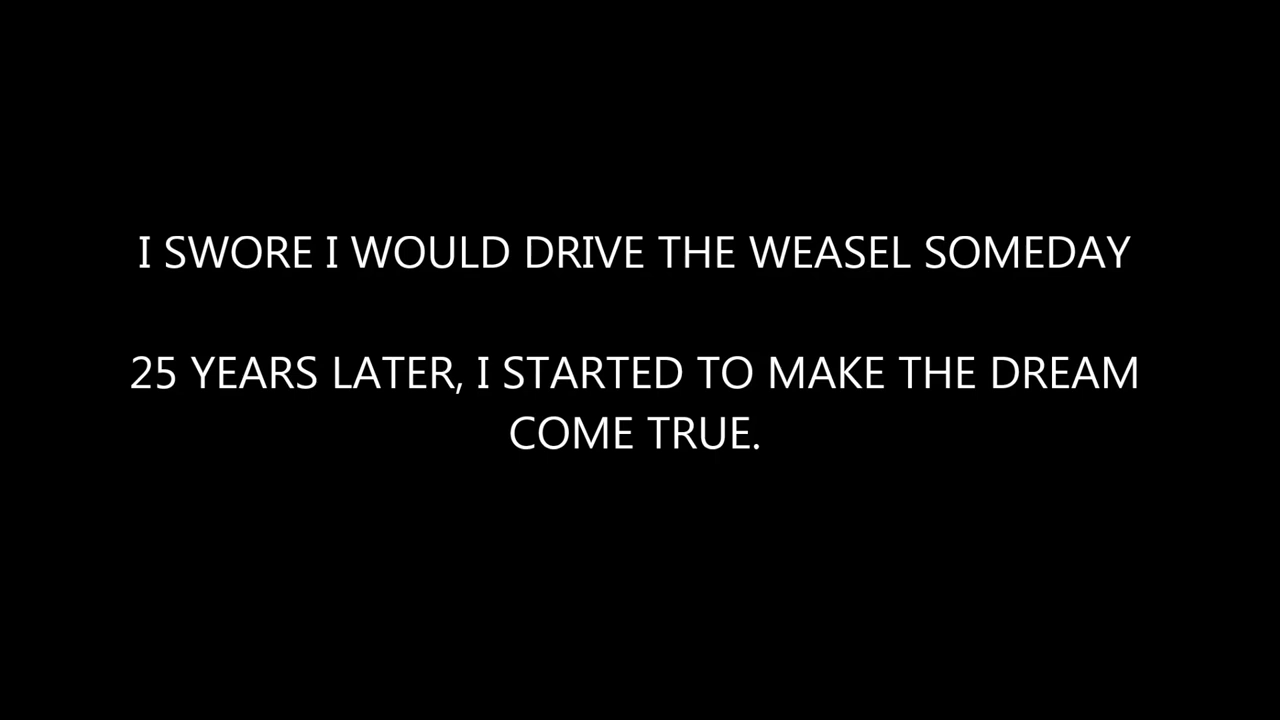 I SWORE I WOULD DRIVE THE WEASEL SOMEDAY
25 YEARS LATER, I STARTED TO MAKE THE DREAM
COME TRUE.